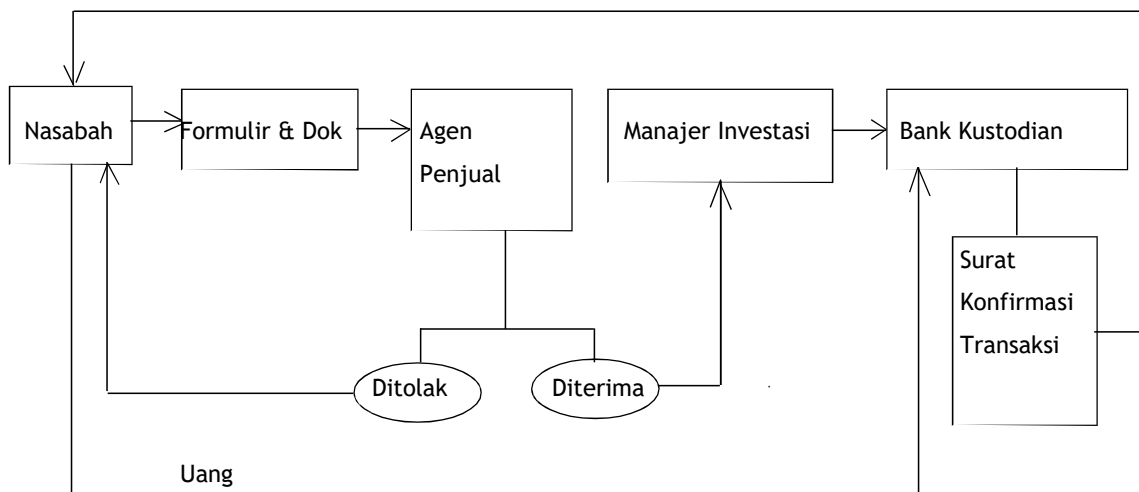 Nasabah
Formulir & Dok
Agen
Penjual
Manajer Investasi
Bank Kustodian
Surat
Konfirmasi
Transaksi
Ditolak
Diterima
Uang